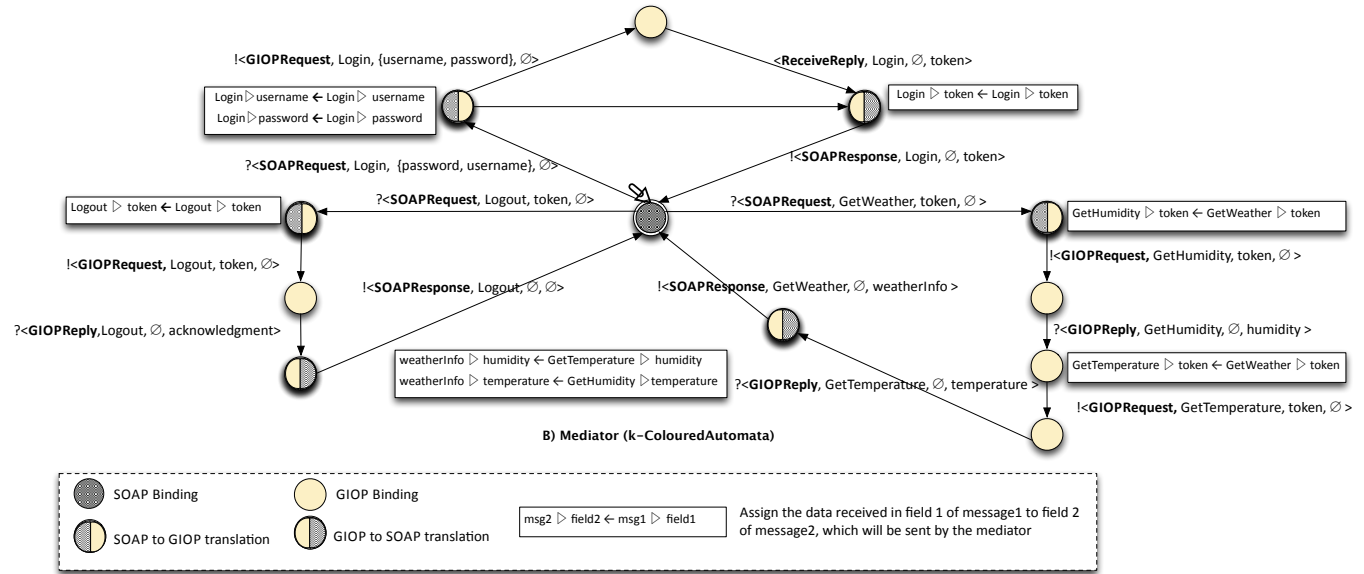 !<GIOPRequest, Login, {username, password}, ∅>
<ReceiveReply, Login, ∅, token>
Login▷username ← Login▷ username
Login▷password ← Login▷ password
Login ▷ token ← Login ▷ token
?<SOAPRequest, Login, {password, username}, ∅>
!<SOAPResponse, Login, ∅, token>
?<SOAPRequest, Logout, token, ∅>
?<SOAPRequest, GetWeather, token, ∅ >
Logout ▷ token ← Logout ▷ token
GetHumidity ▷ token ← GetWeather ▷ token
!<GIOPRequest, Logout, token, ∅>
!<GIOPRequest, GetHumidity, token, ∅ >
!<SOAPResponse, Logout, ∅, ∅>
!<SOAPResponse, GetWeather, ∅, weatherInfo >
?<GIOPReply,Logout, ∅, acknowledgment>
?<GIOPReply, GetHumidity, ∅, humidity >
weatherInfo ▷ humidity ← GetTemperature ▷ humidity
weatherInfo ▷ temperature ← GetHumidity ▷temperature
GetTemperature ▷ token ← GetWeather ▷ token
?<GIOPReply, GetTemperature, ∅, temperature >
!<GIOPRequest, GetTemperature, token, ∅ >
B) Mediator (k-ColouredAutomata)
SOAP Binding
GIOP Binding
SOAP to GIOP translation
GIOP to SOAP translation
msg2 ▷ field2 ← msg1 ▷ field1
Assign the data received in field 1 of message1 to field 2
of message2, which will be sent by the mediator